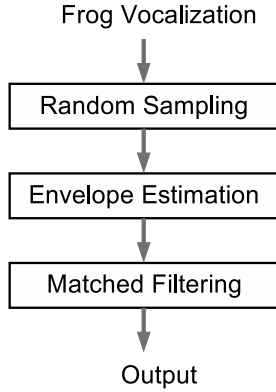 Frog Vocalization
Random Sampling
Envelope Estimation
Matched Filtering
Output